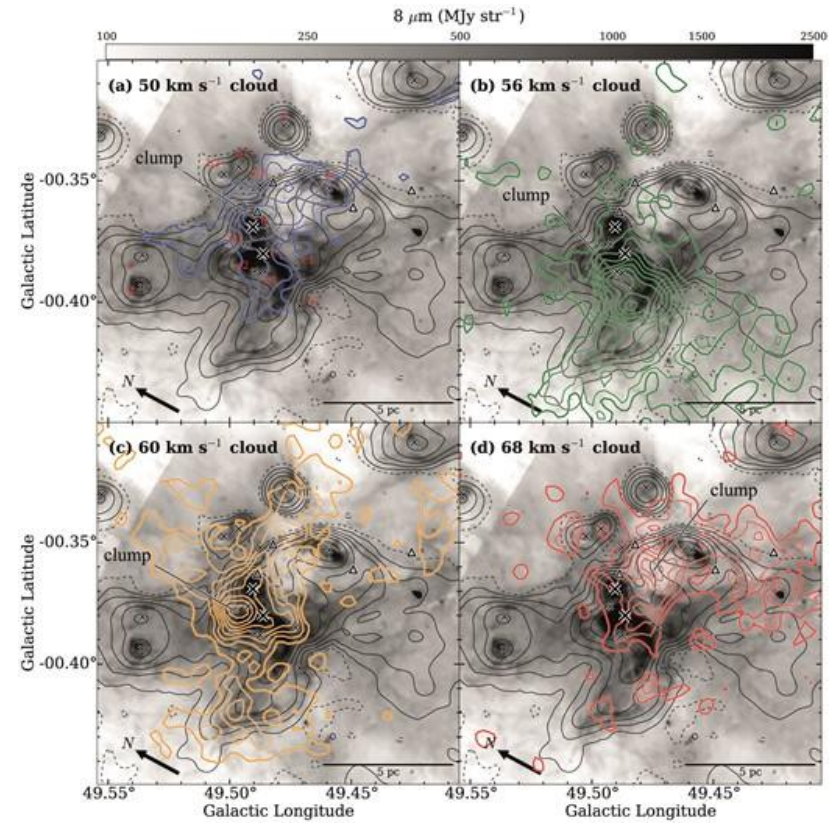 8 μm (MJy str⁻¹)
100 250 500 1000 1500 2500
(a) 50 km s⁻¹ cloud
clump
N
5 pc
(b) 56 km s⁻¹ cloud
clump
N
5 pc
-00.35°
-00.40°
Galactic Latitude
(c) 60 km s⁻¹ cloud
clump
N
5 pc
(d) 68 km s⁻¹ cloud
clump
N
5 pc
-00.35°
-00.40°
Galactic Latitude
49.55° 49.50° 49.45°
49.55° 49.50° 49.45°
Galactic Longitude
Galactic Longitude